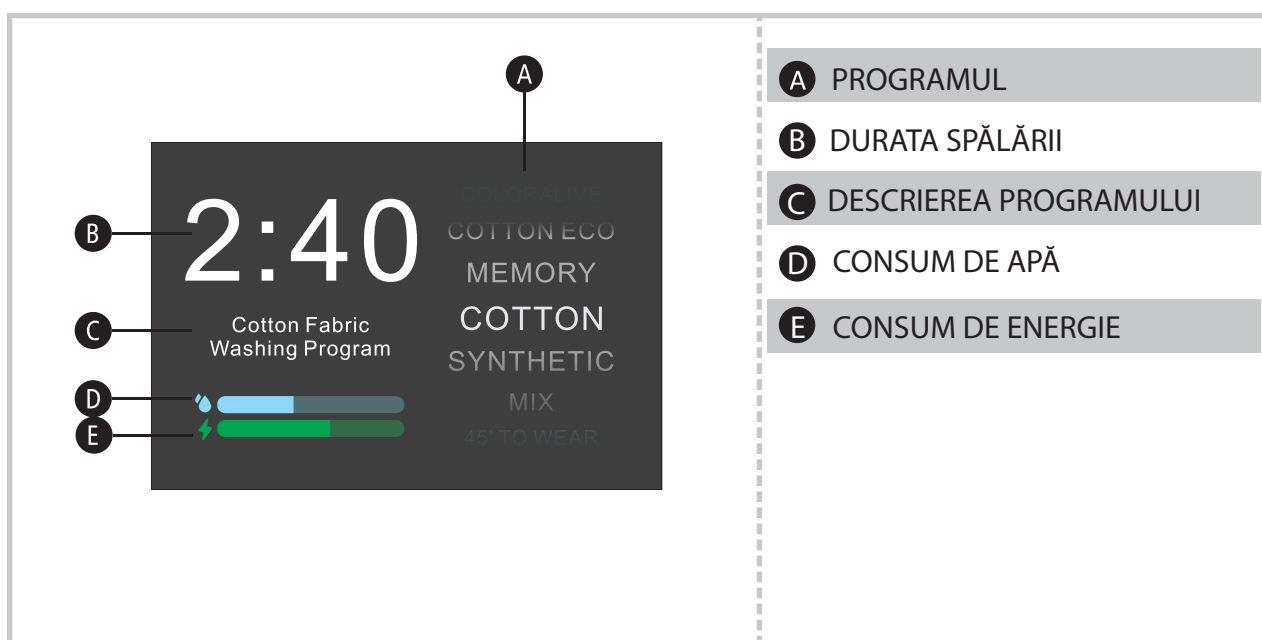 A
2:40
COLORALIVE
COTTON ECO
MEMORY
COTTON
SYNTHETIC
MIX
45' TO WEAR
B
C
Cotton Fabric
Washing Program
D
E
A PROGRAMUL
B DURATA SPĂLĂRII
C DESCRIEREA PROGRAMULUI
D CONSUM DE APĂ
E CONSUM DE ENERGIE